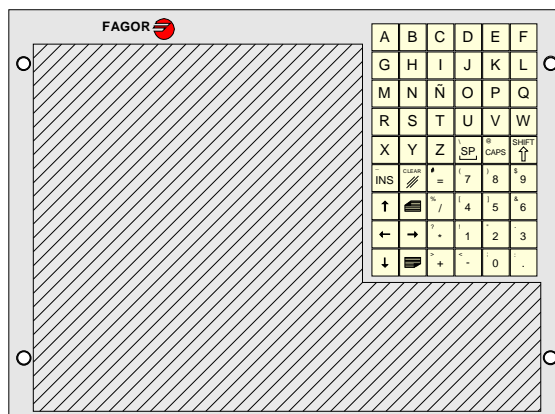 FAGOR
A B C D E F
G H I J K L
M N Ñ O P Q
R S T U V W
X Y Z \ SP @ CAPS SHIFT
INS CLEAR # = ( 7 ) 8 $ 9
% / [ 4 ] 5 & 6
? * ! 1 " 2 3
> + < - ; 0 : .